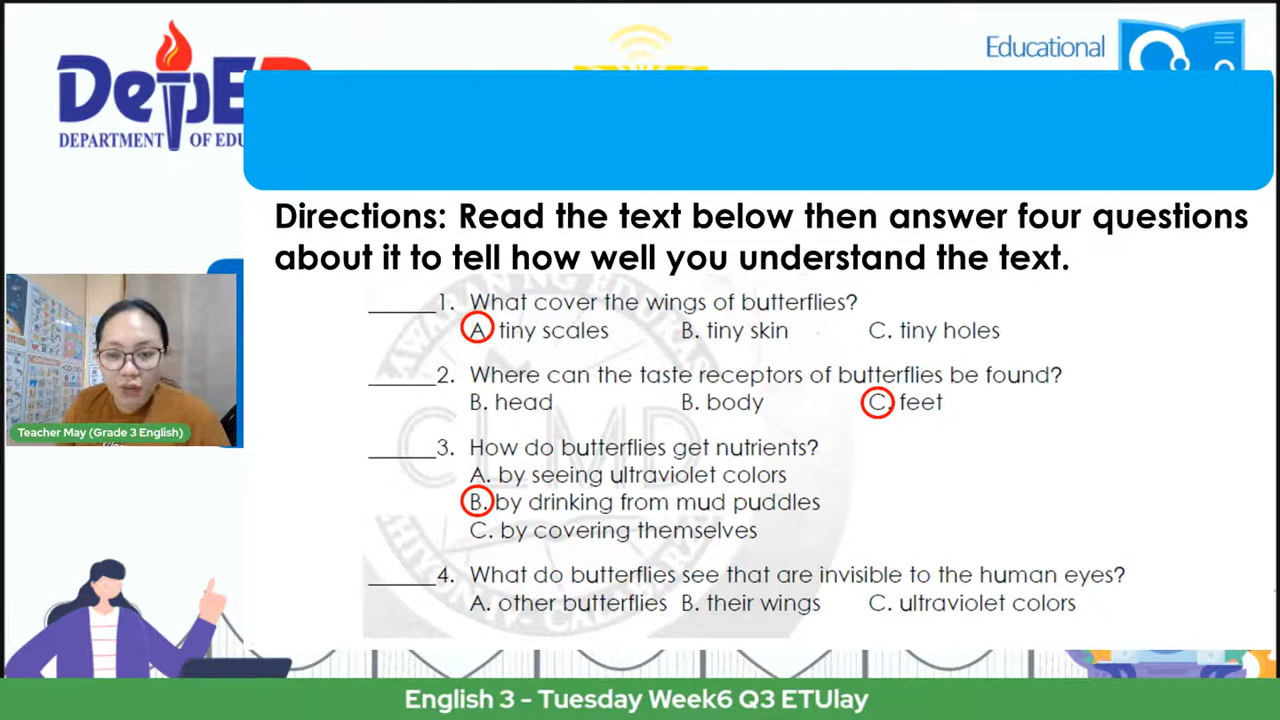 DepED
DEPARTMENT OF EDU
Educational
Directions: Read the text below then answer four questions
about it to tell how well you understand the text.
______1. What cover the wings of butterflies?
A. tiny scales B. tiny skin C. tiny holes
______2. Where can the taste receptors of butterflies be found?
B. head B. body C. feet
______3. How do butterflies get nutrients?
A. by seeing ultraviolet colors
B. by drinking from mud puddles
C. by covering themselves
______4. What do butterflies see that are invisible to the human eyes?
A. other butterflies B. their wings C. ultraviolet colors
CLMD
Teacher May (Grade 3 English)
English 3 - Tuesday Week6 Q3 ETUlay